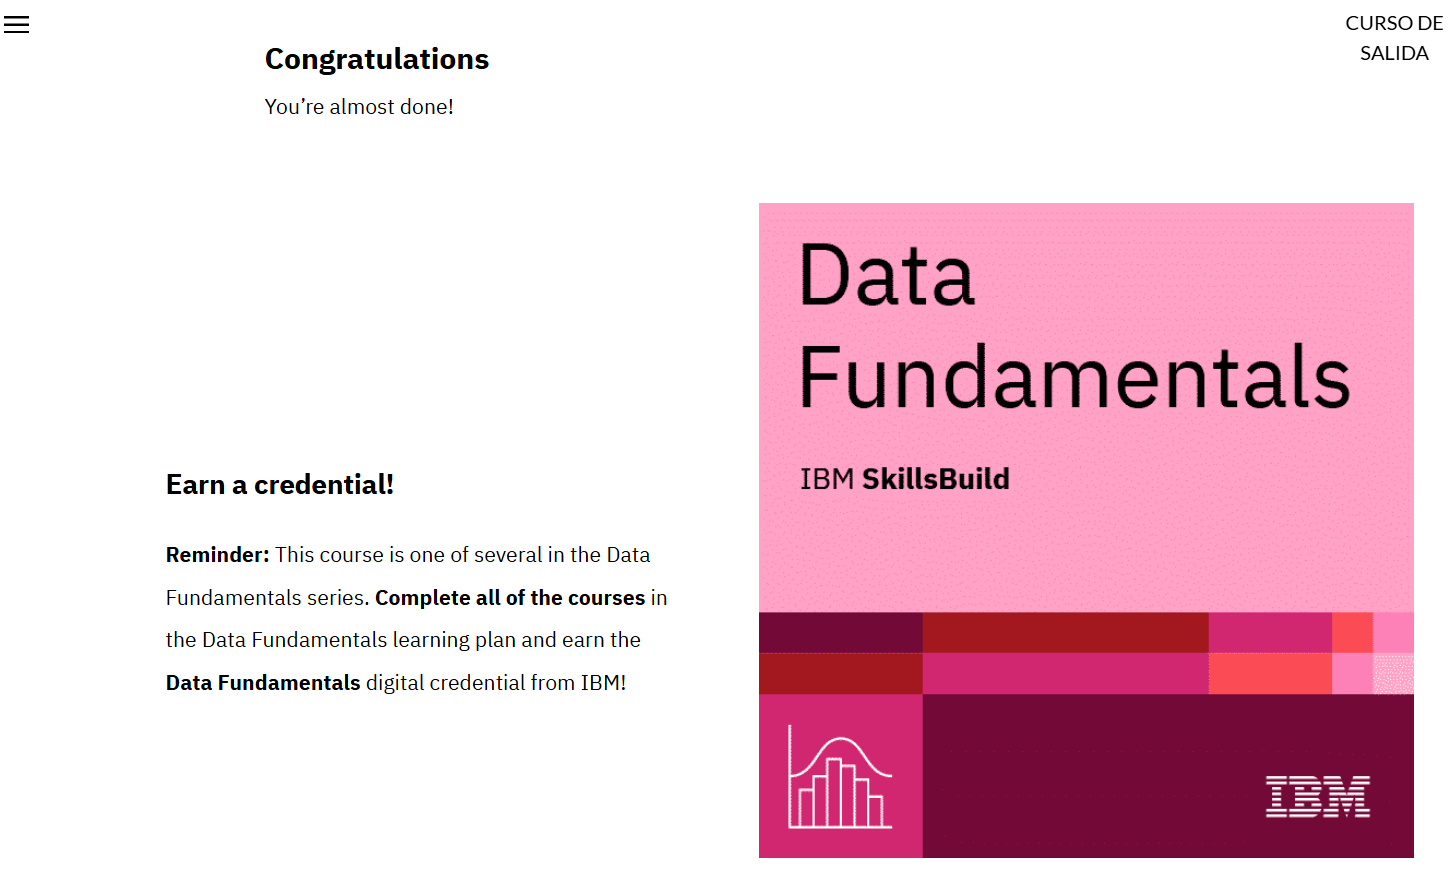 CURSO DE
SALIDA
Congratulations
You’re almost done!
Data
Fundamentals
IBM SkillsBuild
Earn a credential!
Reminder: This course is one of several in the Data
Fundamentals series. Complete all of the courses in
the Data Fundamentals learning plan and earn the
Data Fundamentals digital credential from IBM!
IBM